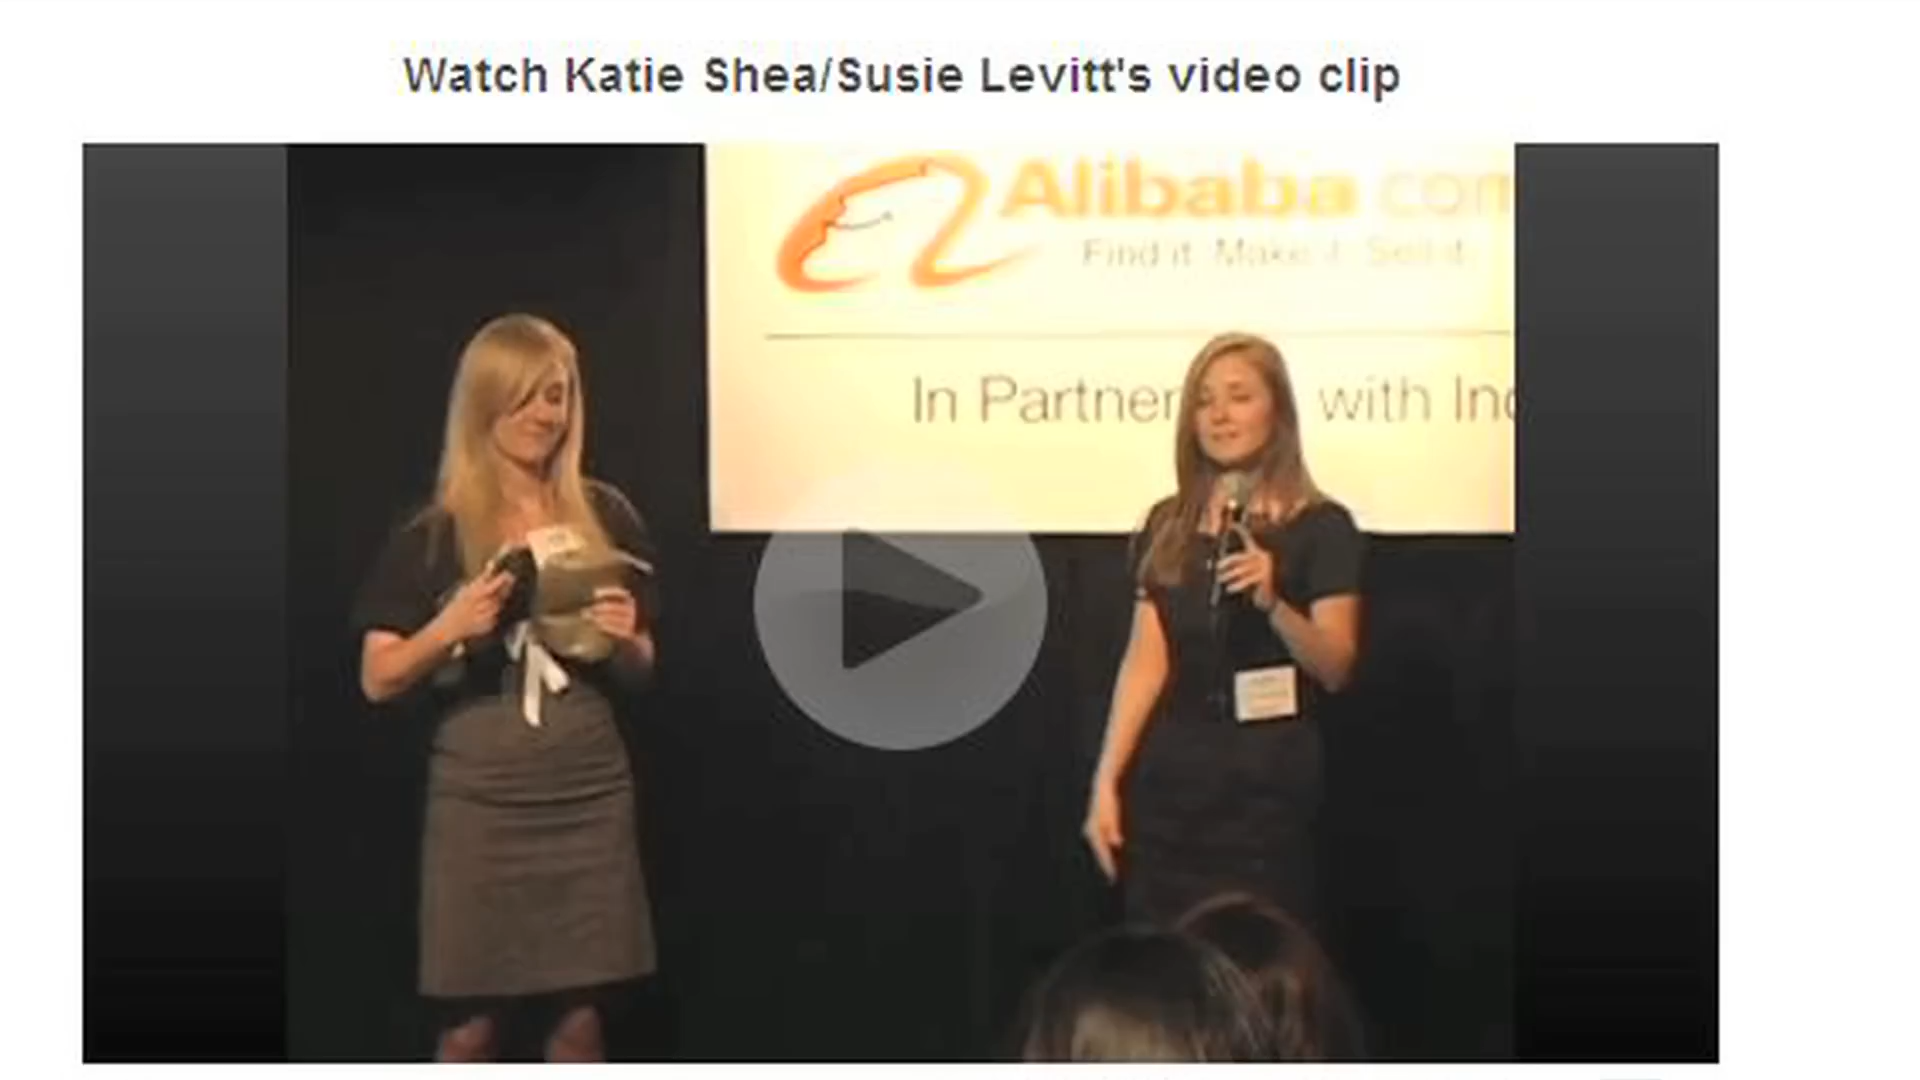 Watch Katie Shea/Susie Levitt's video clip
Alibaba com
Find it Make it Sell it
In Partner with Inc